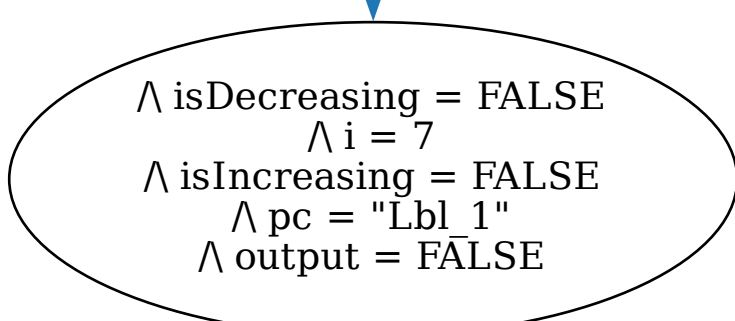 /\ isDecreasing = FALSE
/\ i = 7
/\ isIncreasing = FALSE
/\ pc = "Lbl_1"
/\ output = FALSE